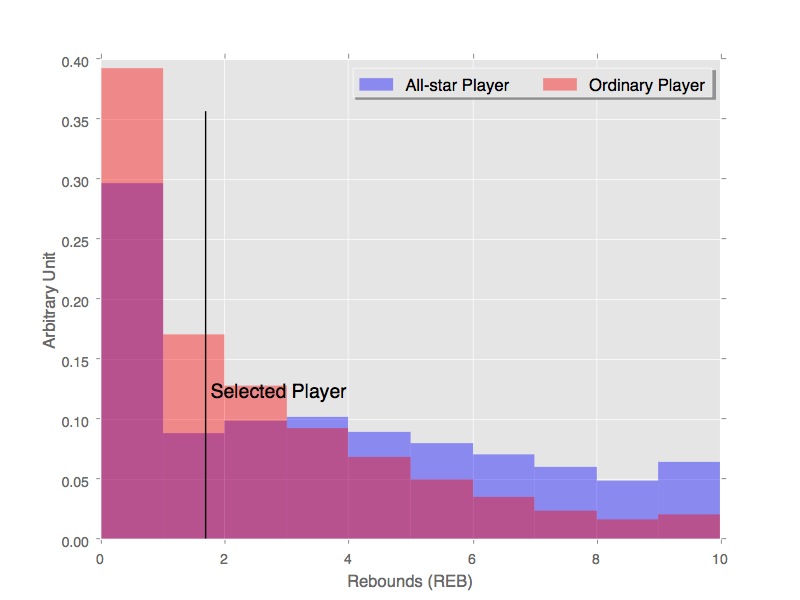 All-star Player Ordinary Player
0.40
0.35
0.30
0.25
0.20
0.15
0.10
0.05
0.00
Arbitrary Unit
Selected Player
0 2 4 6 8 10
Rebounds (REB)